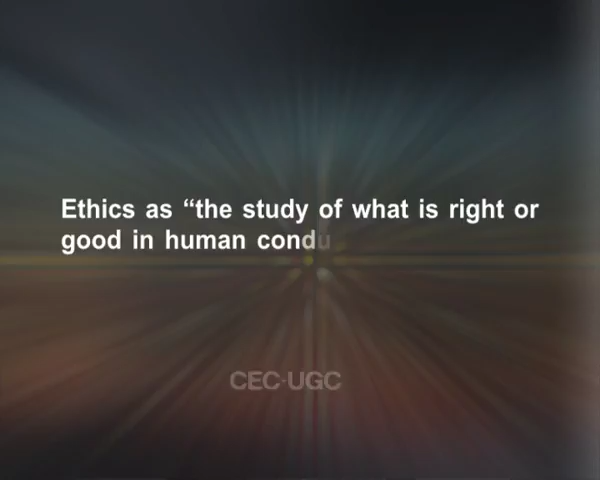 Ethics as “the study of what is right or
good in human condu
CEC-UGC